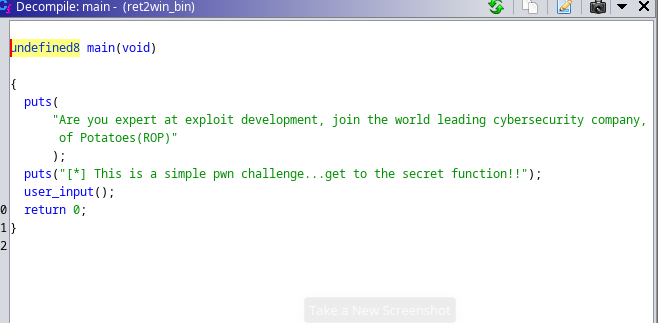 Decompile: main - (ret2win_bin)
undefined8 main(void)
{
puts(
"Are you expert at exploit development, join the world leading cybersecurity company,
of Potatoes(ROP)"
);
puts("[*] This is a simple pwn challenge...get to the secret function!!");
user_input();
0 return 0;
1 }
2
Take a New Screenshot